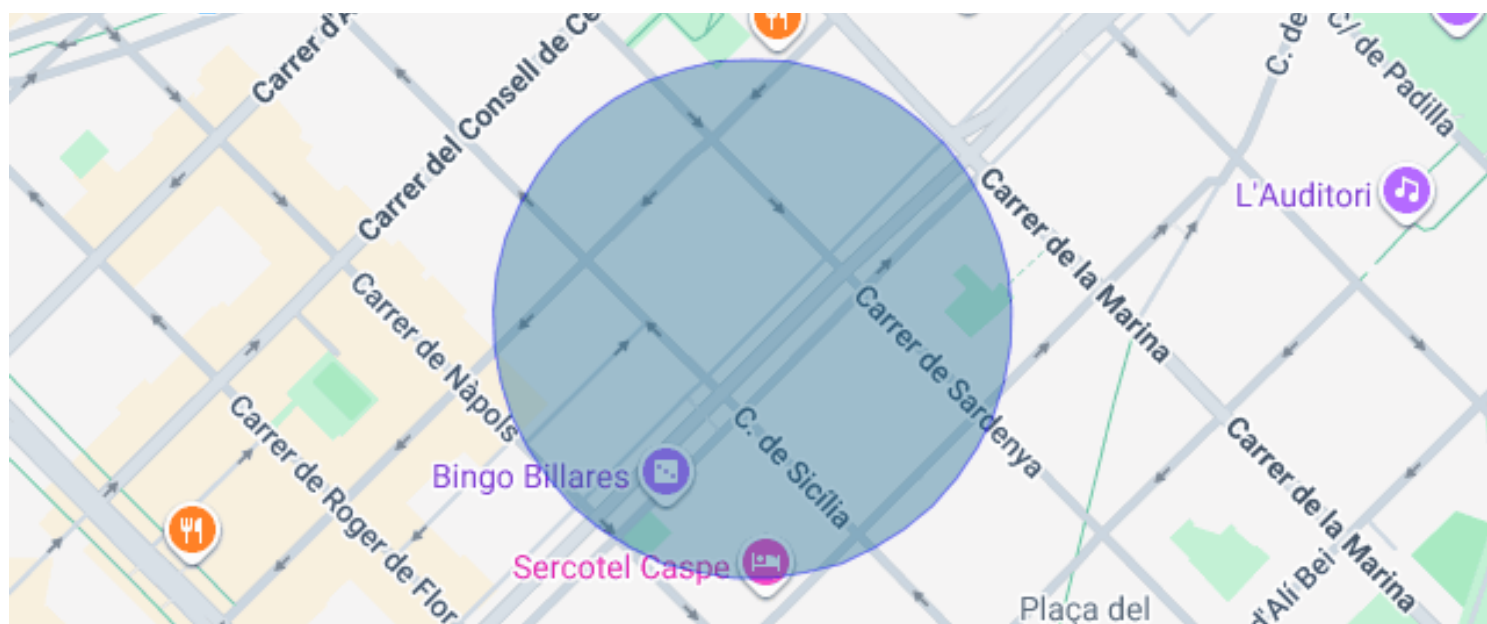 Carrer d'A
Carrer del Consell de Ce
C. de
C/ de Padilla
L'Auditori
Carrer de la Marina
Carrer de Nàpols
Carrer de Sardenya
Carrer de Roger de Flor
Bingo Billares
C. de Sicília
Carrer de la Marina
Sercotel Caspe
Plaça del
d'Alí Bei